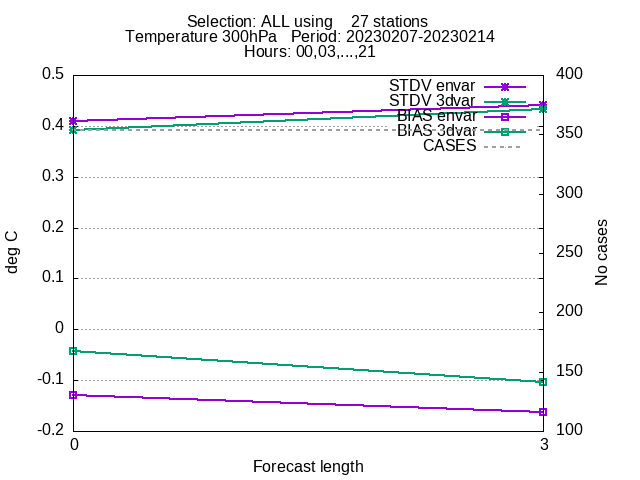 Selection: ALL using    27 stations
Temperature 300hPa   Period: 20230207-20230214
Hours: 00,03,...,21
0.5
0.4
0.3
0.2
0.1
0
-0.1
-0.2
deg C
STDV envar
STDV 3dvar
BIAS envar
BIAS 3dvar
CASES
400
350
300
250
200
150
100
No cases
0
3
Forecast length